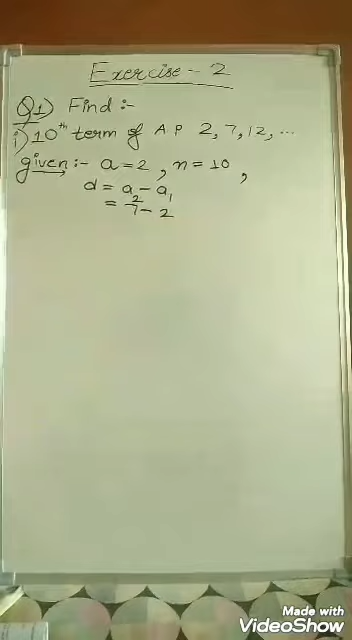 Exercise - 2
Q1) Find :-
i) 10th term of AP 2, 7, 12, ...
given :- a = 2, n = 10,
d = a2 - a1
= 7 - 2
Made with
VideoShow